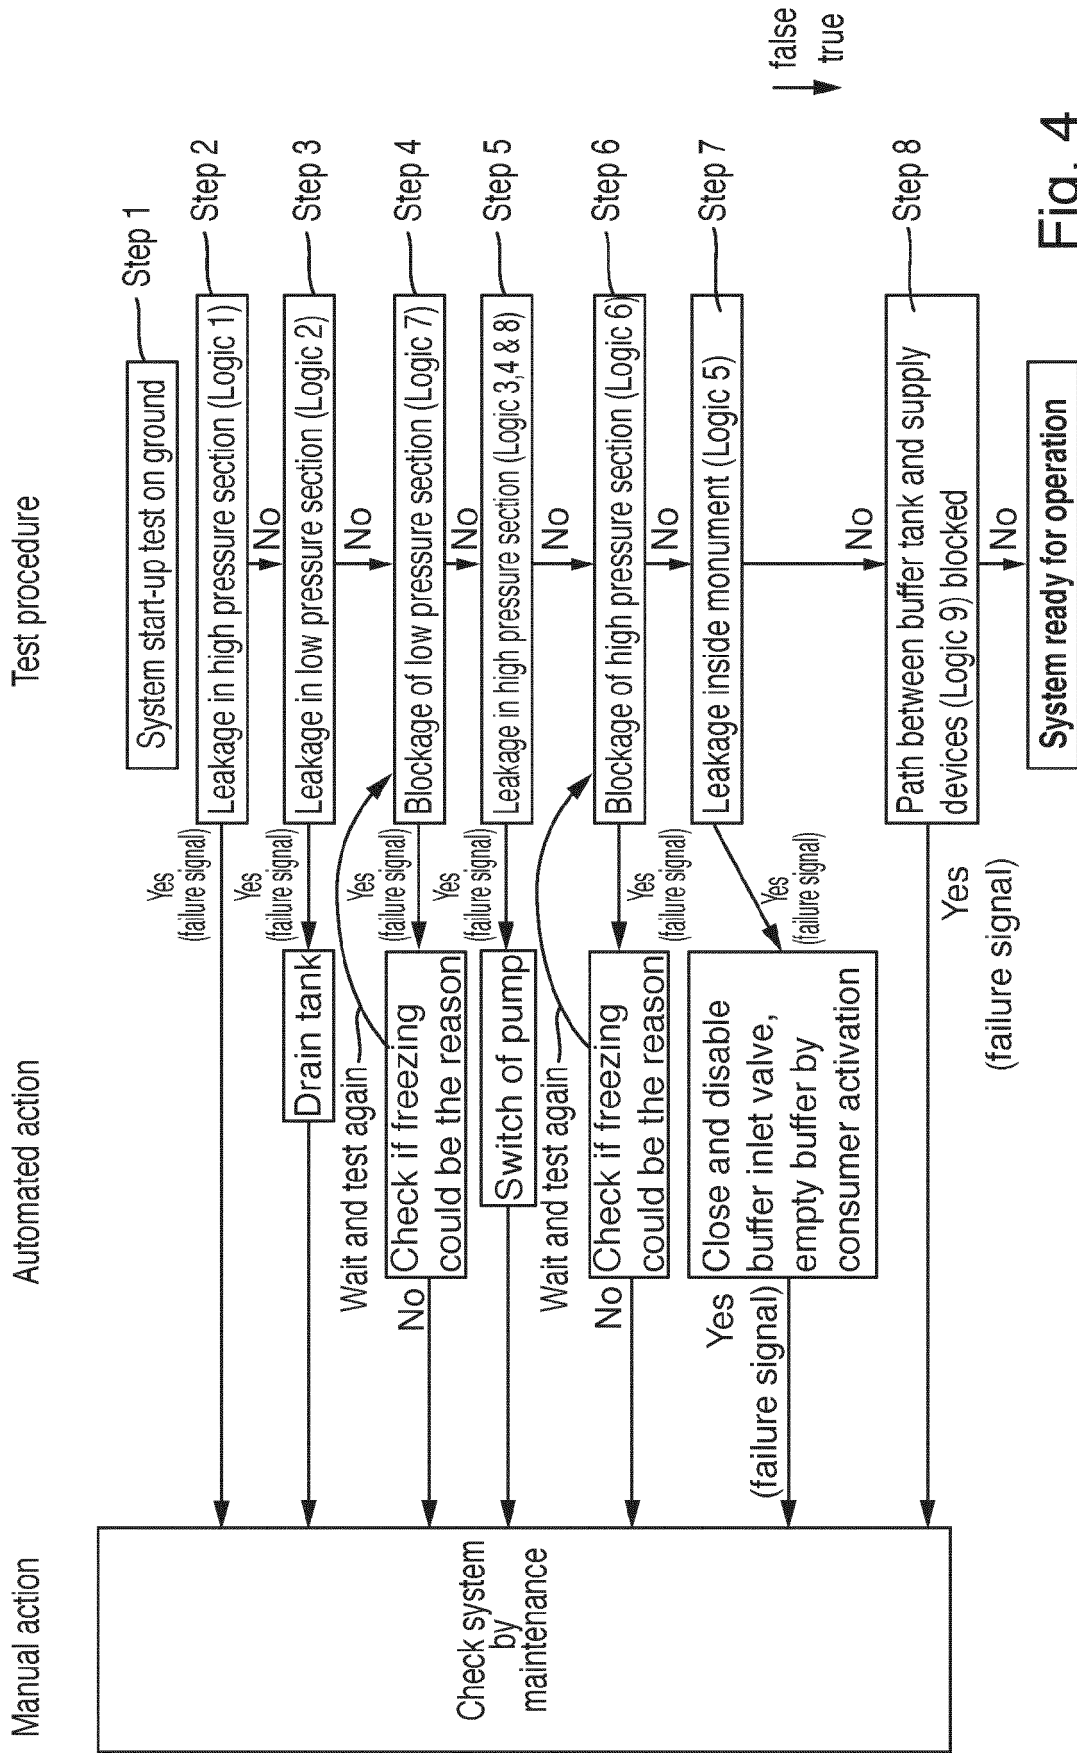 Manual action
Automated action
Test procedure
System start-up test on ground
Step 1
Leakage in high pressure section (Logic 1)
Step 2
Yes
(failure signal)
No
Leakage in low pressure section (Logic 2)
Step 3
Yes
(failure signal)
Drain tank
No
Wait and test again
Blockage of low pressure section (Logic 7)
Step 4
Yes
(failure signal)
Check if freezing
could be the reason
No
No
Leakage in high pressure section (Logic 3,4 & 8)
Step 5
Yes
(failure signal)
Switch of pump
No
Wait and test again
Blockage of high pressure section (Logic 6)
Step 6
Yes
(failure signal)
Check if freezing
could be the reason
No
No
Leakage inside monument (Logic 5)
Step 7
Yes
(failure signal)
Close and disable
buffer inlet valve,
empty buffer by
consumer activation
Yes
(failure signal)
No
Path between buffer tank and supply
devices (Logic 9) blocked
Step 8
Yes
(failure signal)
No
System ready for operation
Check system
by
maintenance
false
true
Fig. 4